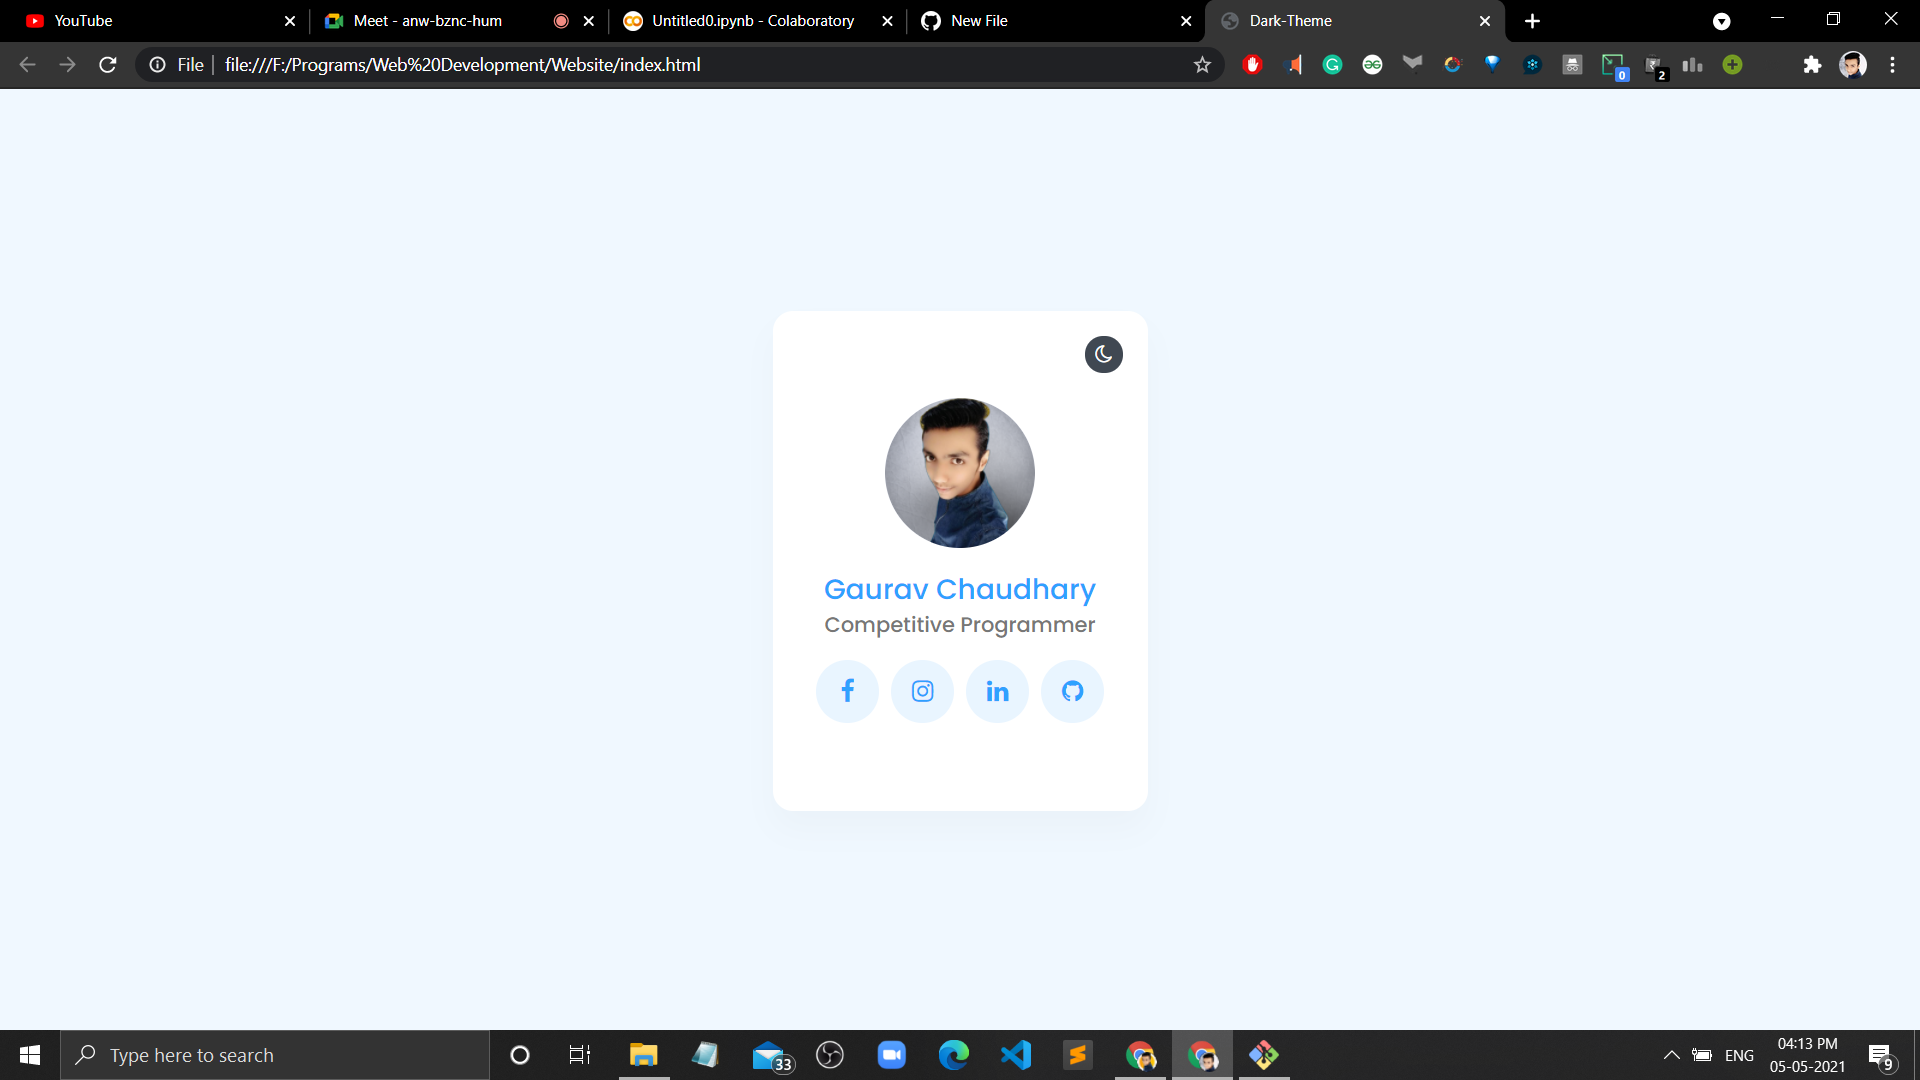 YouTube
Meet - anw-bznc-hum
Untitled0.ipynb - Colaboratory
New File
Dark-Theme
File
file:///F:/Programs/Web%20Development/Website/index.html
0
2
Gaurav Chaudhary
Competitive Programmer
Type here to search
33
ENG
04:13 PM
05-05-2021
9